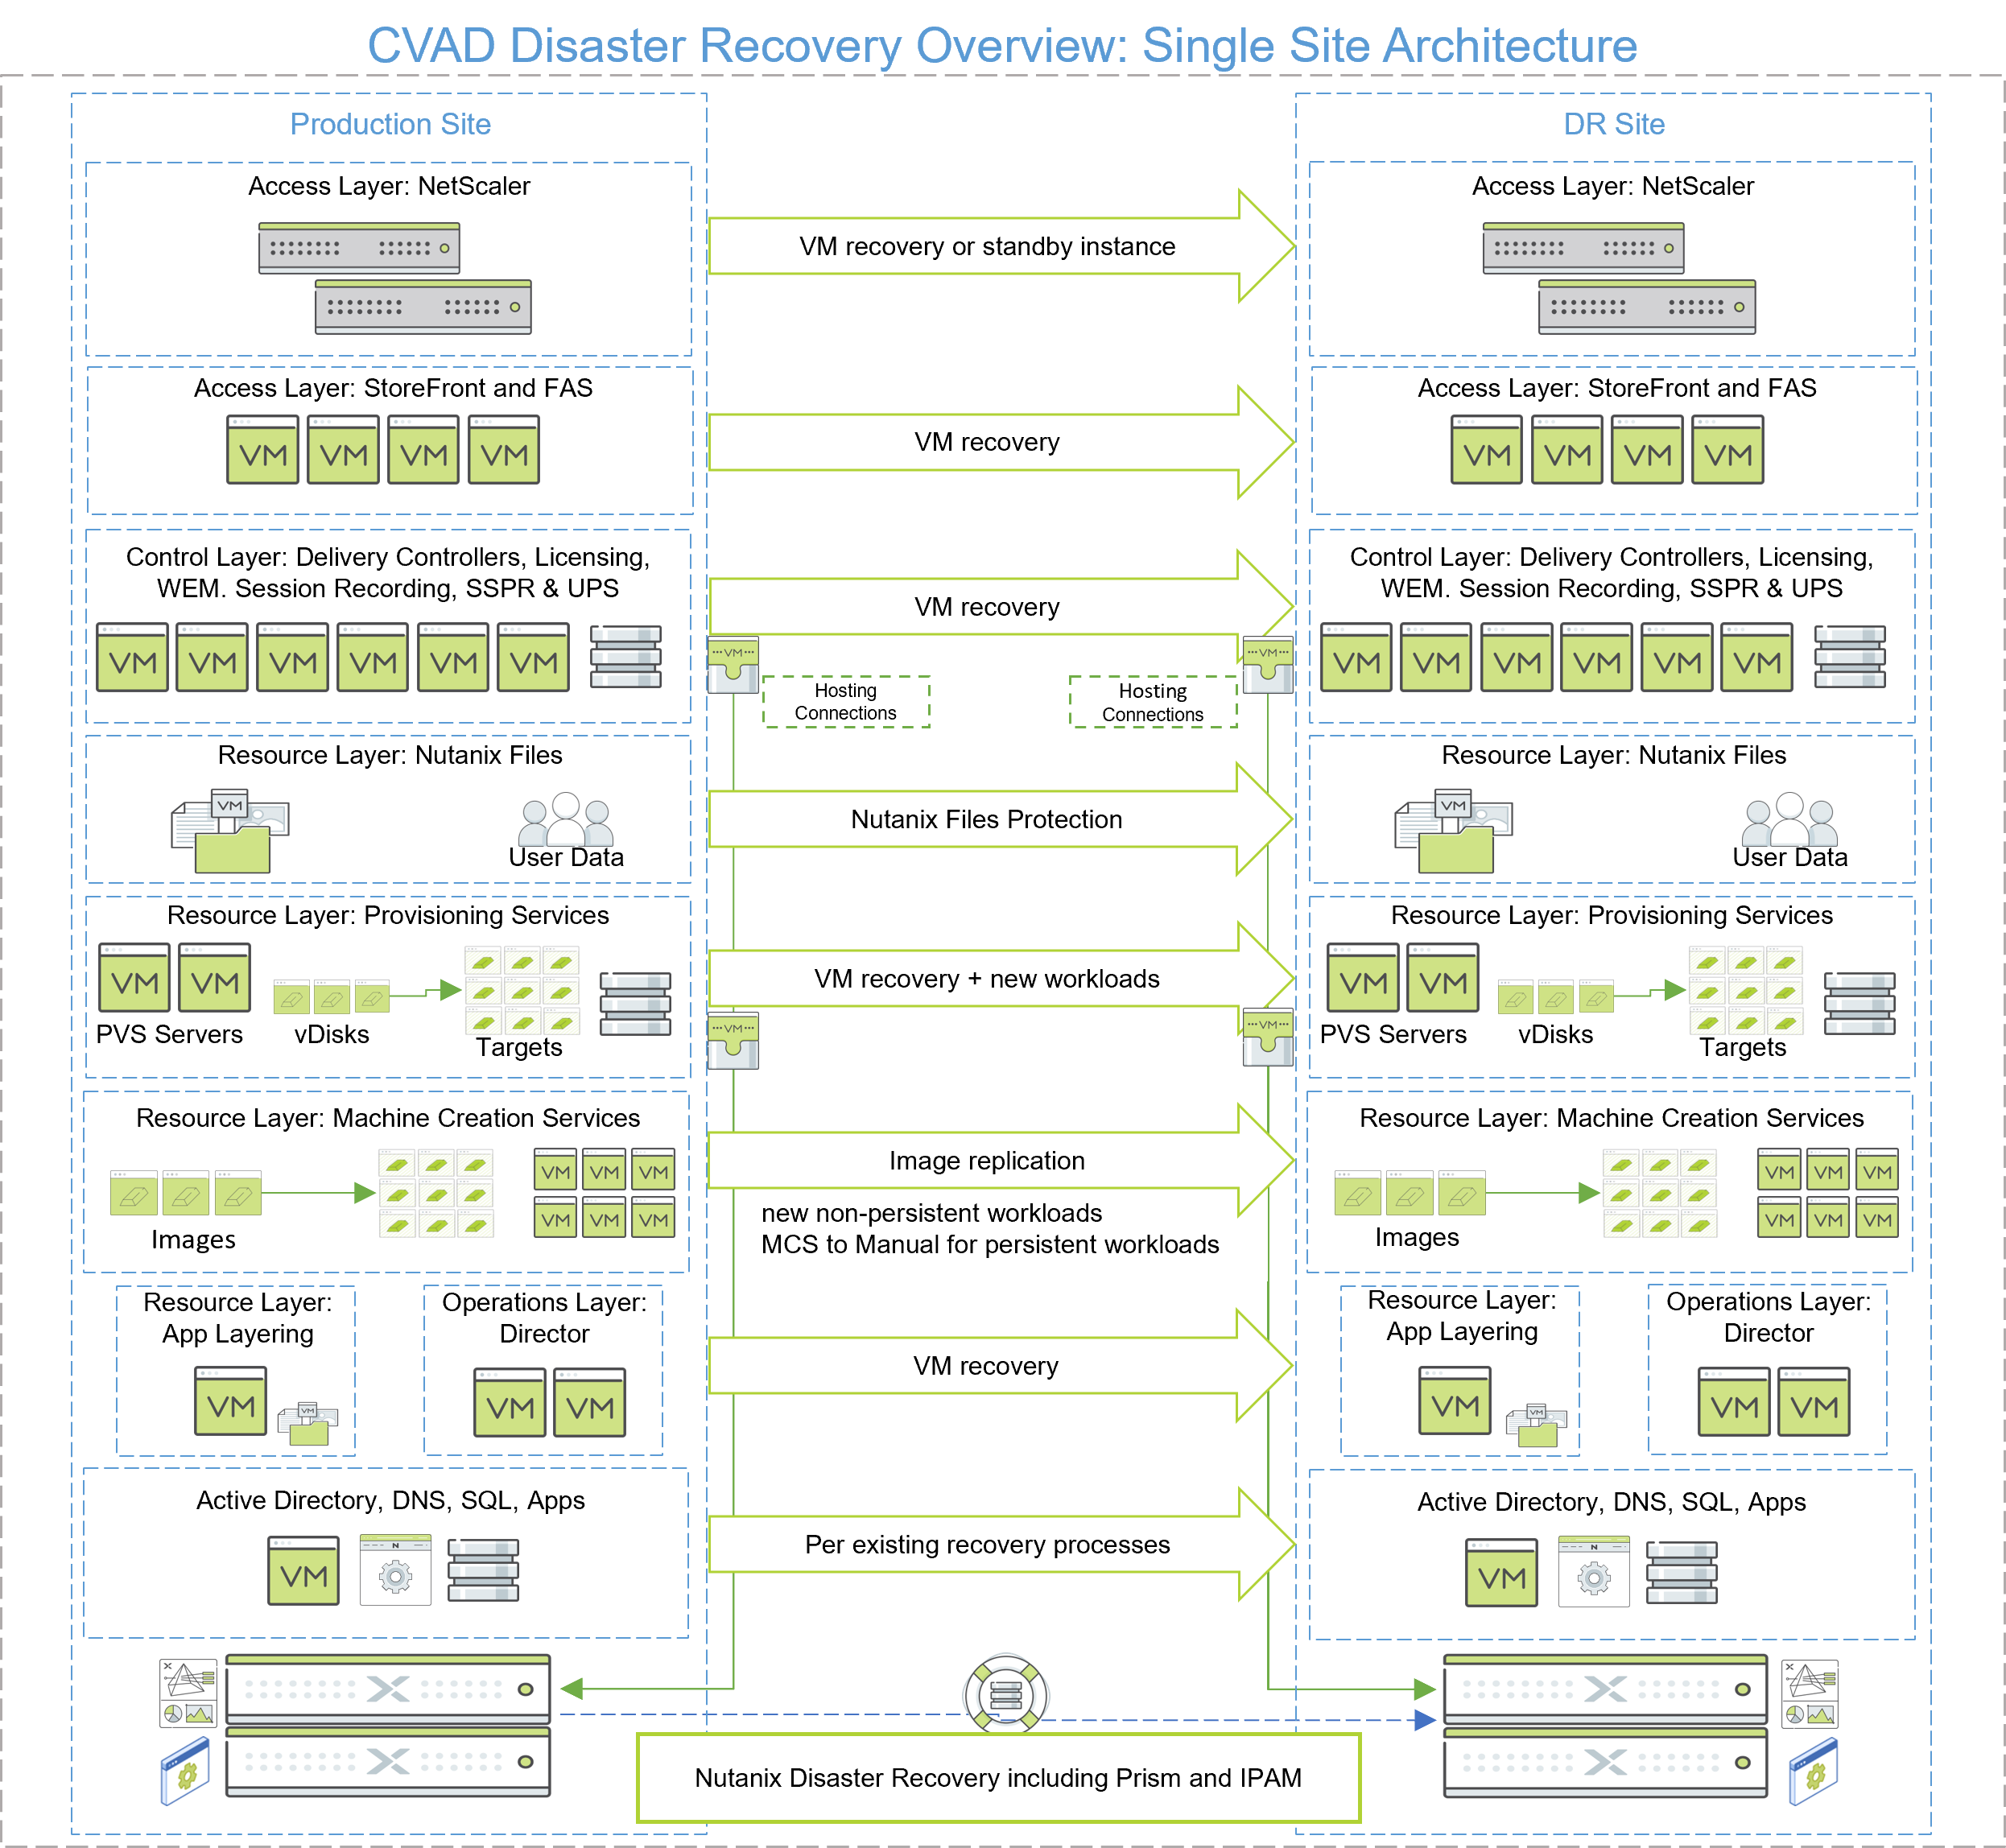 CVAD Disaster Recovery Overview: Single Site Architecture
Production Site
Access Layer: NetScaler
Access Layer: StoreFront and FAS
VM VM VM VM
Control Layer: Delivery Controllers, Licensing,
WEM. Session Recording, SSPR & UPS
VM VM VM VM VM VM
Resource Layer: Nutanix Files
VM
User Data
Resource Layer: Provisioning Services
VM VM
PVS Servers
vDisks
Targets
Resource Layer: Machine Creation Services
VM VM VM
VM VM VM
Images
Resource Layer:
App Layering
VM
VM
Operations Layer:
Director
VM VM
Active Directory, DNS, SQL, Apps
VM
N
X
X
X
VM recovery or standby instance
VM recovery
VM recovery
VM
VM
Hosting
Connections
Hosting
Connections
Nutanix Files Protection
VM recovery + new workloads
VM
VM
Image replication
new non-persistent workloads
MCS to Manual for persistent workloads
VM recovery
Per existing recovery processes
Nutanix Disaster Recovery including Prism and IPAM
DR Site
Access Layer: NetScaler
Access Layer: StoreFront and FAS
VM VM VM VM
Control Layer: Delivery Controllers, Licensing,
WEM. Session Recording, SSPR & UPS
VM VM VM VM VM VM
Resource Layer: Nutanix Files
VM
User Data
Resource Layer: Provisioning Services
VM VM
PVS Servers
vDisks
Targets
Resource Layer: Machine Creation Services
VM VM VM
VM VM VM
Images
Resource Layer:
App Layering
VM
VM
Operations Layer:
Director
VM VM
Active Directory, DNS, SQL, Apps
VM
N
X
X
X